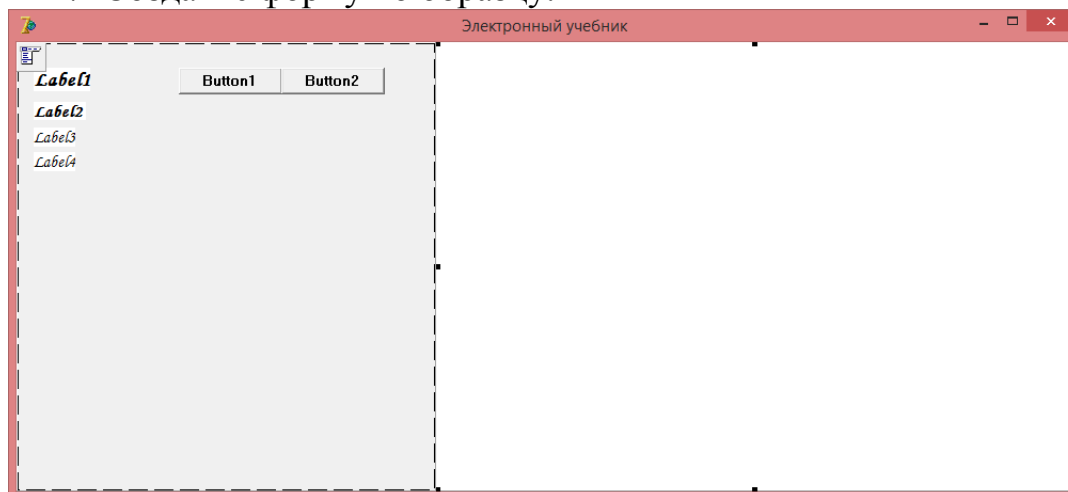 Электронный учебник
Label1 Button1 Button2
Label2
Label3
Label4